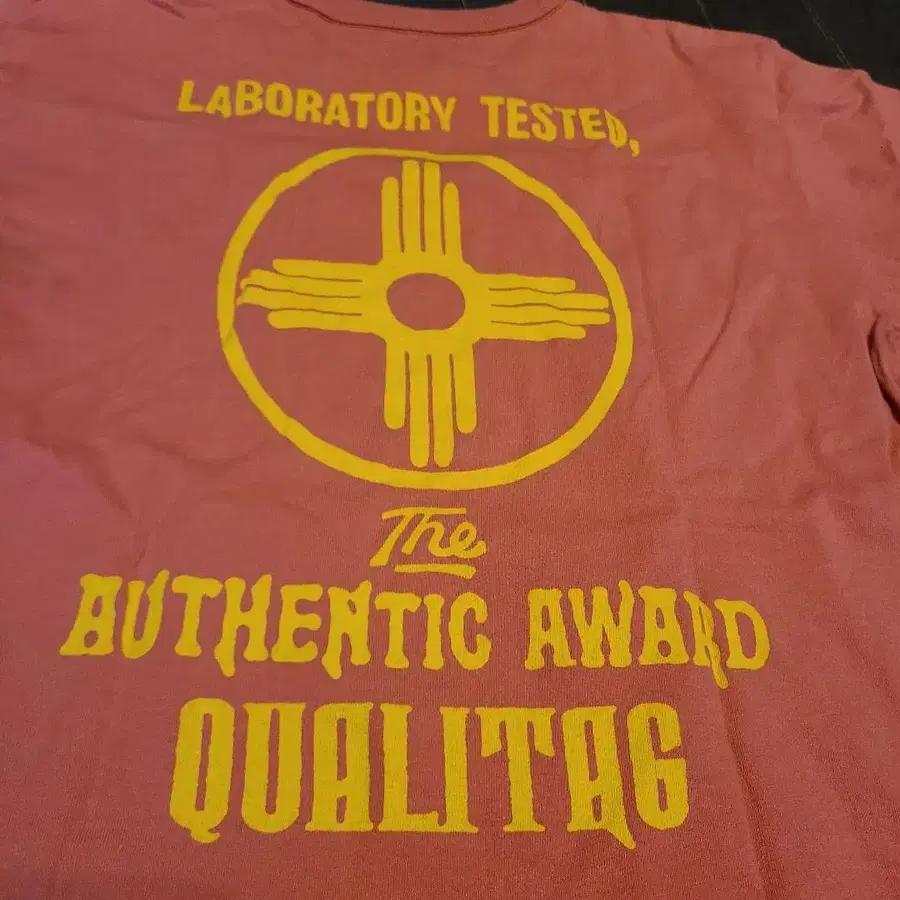 LABORATORY TESTED,
The
AUTHENTIC AWARD
QUALITAG